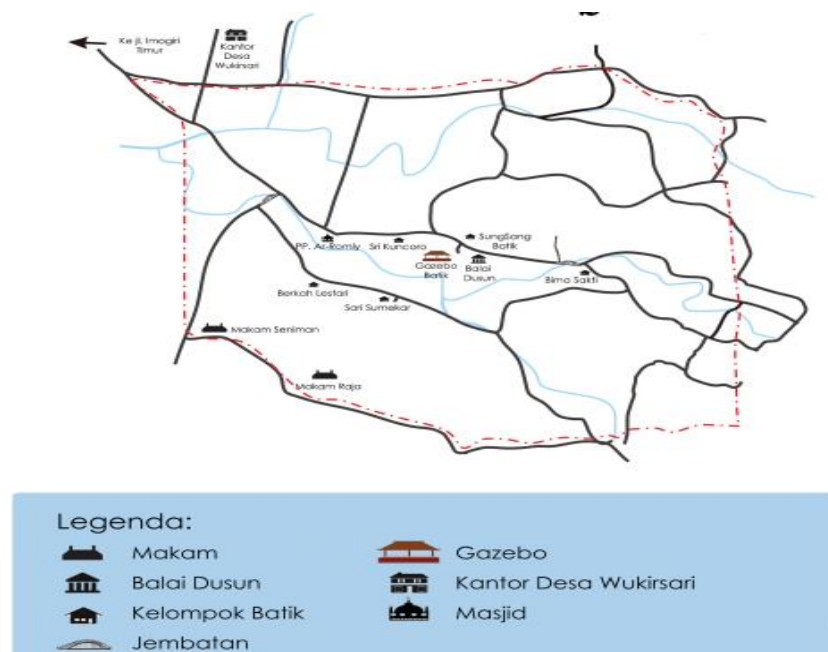 Ke jl. Imogiri
Timur
Kantor
Desa
Wukirsari
PP. Ar-Romly
Sri Kuncoro
SungSang
Batik
Gazebo
Batik
Balai
Dusun
Bima Sakti
Berkah Lestari
Sari Sumekar
Makam Seniman
Makam Raja
Legenda:
Makam
Gazebo
Balai Dusun
Kantor Desa Wukirsari
Kelompok Batik
Masjid
Jembatan